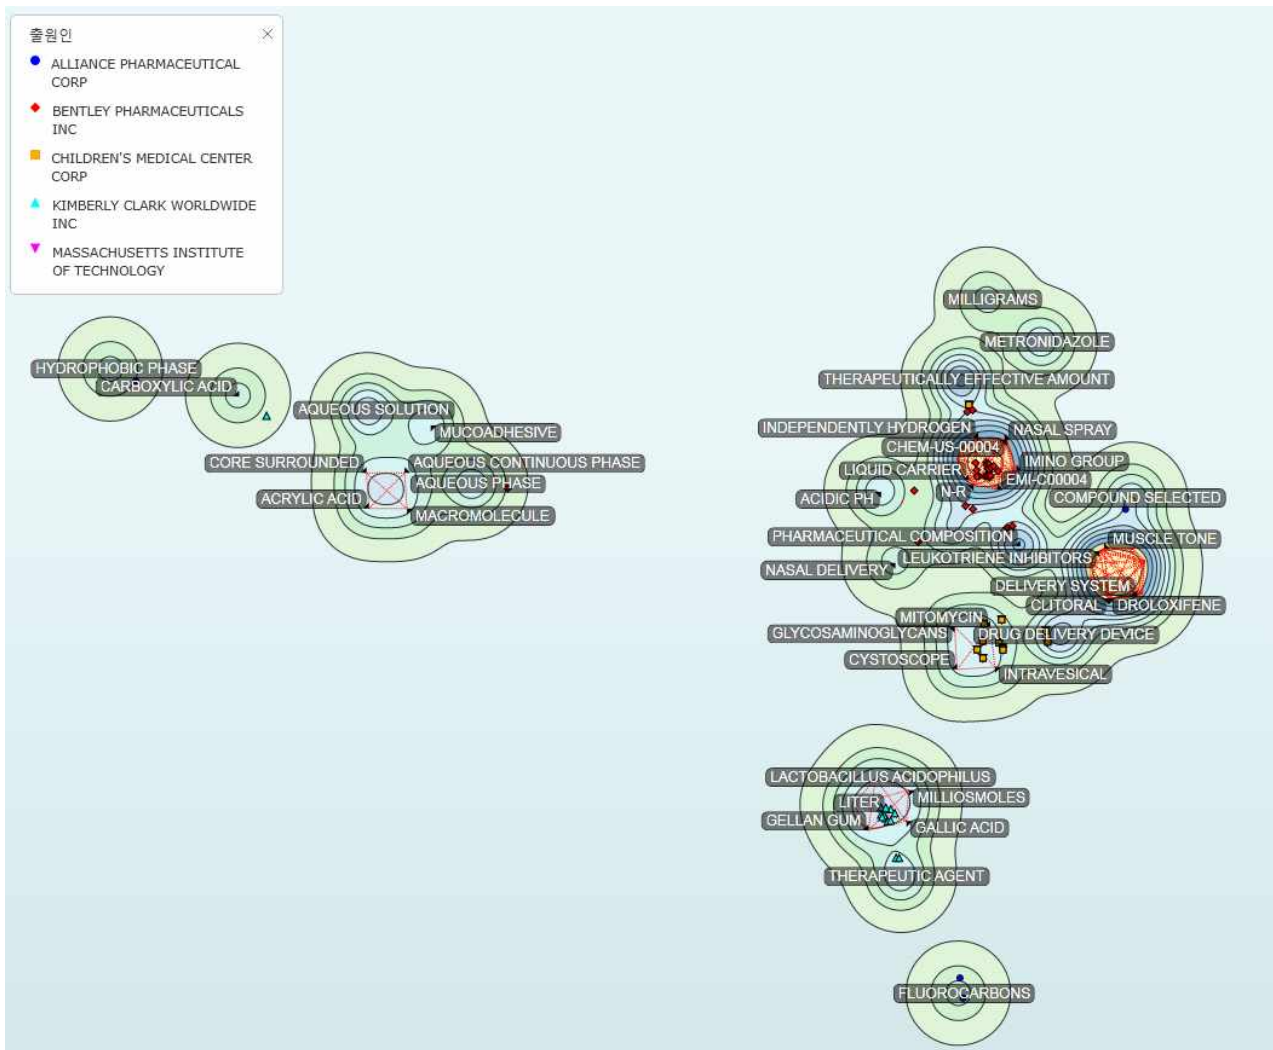 출원인
ALLIANCE PHARMACEUTICAL
CORP
BENTLEY PHARMACEUTICALS
INC
CHILDREN'S MEDICAL CENTER
CORP
KIMBERLY CLARK WORLDWIDE
INC
MASSACHUSETTS INSTITUTE
OF TECHNOLOGY
MILLIGRAMS
METRONIDAZOLE
HYDROPHOBIC PHASE
CARBOXYLIC ACID
THERAPEUTICALLY EFFECTIVE AMOUNT
AQUEOUS SOLUTION
MUCOADHESIVE
INDEPENDENTLY HYDROGEN
NASAL SPRAY
CHEM-US-00004
CORE SURROUNDED
AQUEOUS CONTINUOUS PHASE
LIQUID CARRIER
IMINO GROUP
AQUEOUS PHASE
EMI-C00004
ACRYLIC ACID
ACIDIC PH
N-R
COMPOUND SELECTED
MACROMOLECULE
PHARMACEUTICAL COMPOSITION
MUSCLE TONE
LEUKOTRIENE INHIBITORS
NASAL DELIVERY
DELIVERY SYSTEM
CLITORAL
DROLOXIFENE
MITOMYCIN
GLYCOSAMINOGLYCANS
DRUG DELIVERY DEVICE
CYSTOSCOPE
INTRAVESICAL
LACTOBACILLUS ACIDOPHILUS
LITER
MILLIOSMOLES
GELLAN GUM
GALLIC ACID
THERAPEUTIC AGENT
FLUOROCARBONS